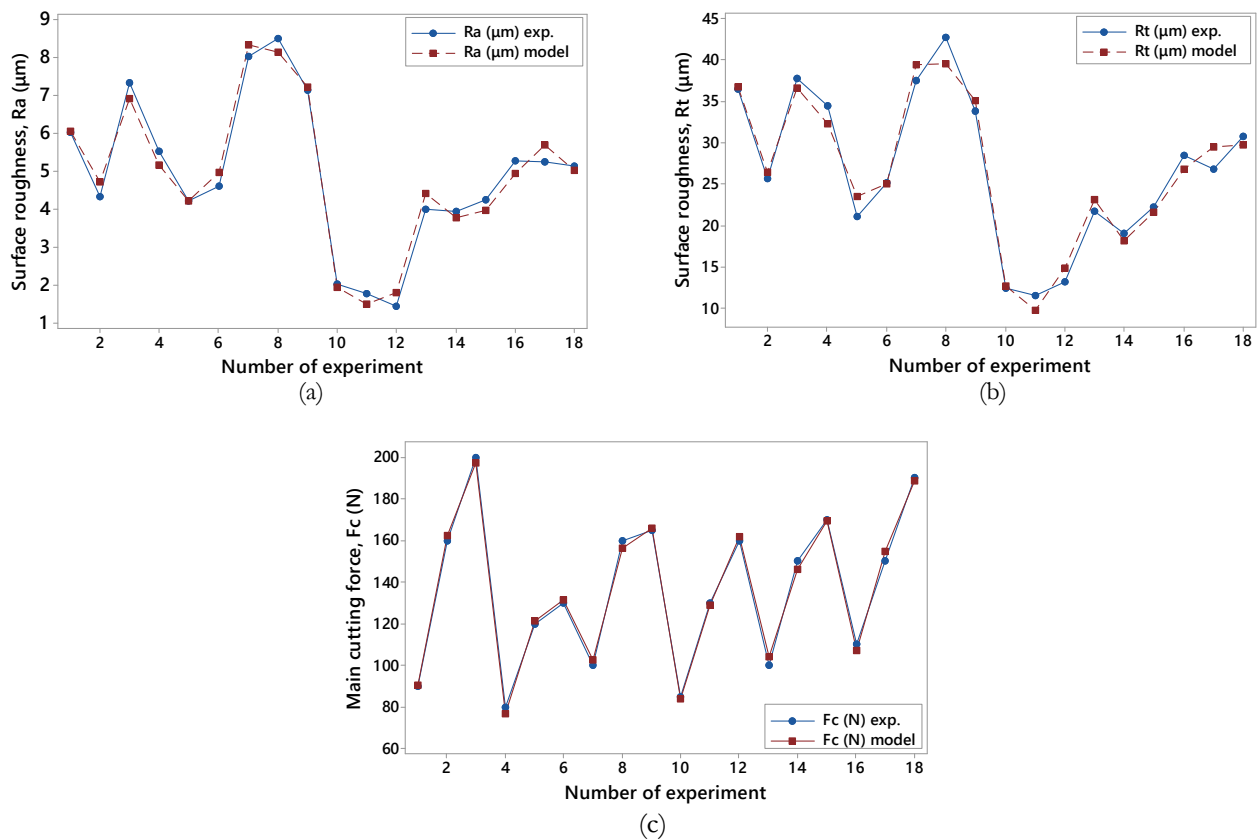 Surface roughness, Ra (µm)
9
8
7
6
5
4
3
2
1
Ra (µm) exp.
Ra (µm) model
2 4 6 8 10 12 14 16 18
Number of experiment
(a)
Surface roughness, Rt (µm)
45
40
35
30
25
20
15
10
Rt (µm) exp.
Rt (µm) model
2 4 6 8 10 12 14 16 18
Number of experiment
(b)
Main cutting force, Fc (N)
200
180
160
140
120
100
80
60
Fc (N) exp.
Fc (N) model
2 4 6 8 10 12 14 16 18
Number of experiment
(c)